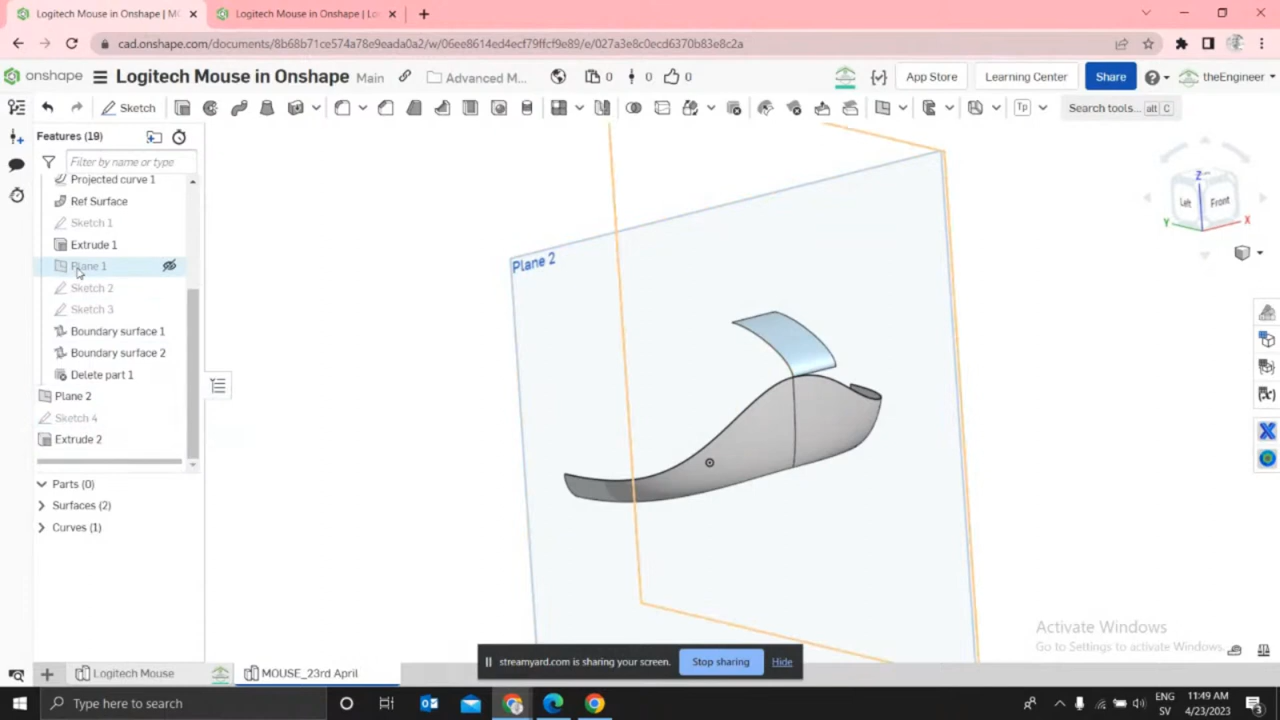 Logitech Mouse in Onshape | MO
Logitech Mouse in Onshape | Lo
cad.onshape.com/documents/8b68b71ce574a78e9eada0a2/w/06ee8614ed4ecf79ffcf9e89/e/027a3e8c0ecd6370b83e8c2a
onshape
Logitech Mouse in Onshape Main
Advanced M...
0
0
0
App Store
Learning Center
Share
theEngineer
Sketch
Tp
Search tools... alt C
Features (19)
Filter by name or type
Projected curve 1
Ref Surface
Sketch 1
Extrude 1
Plane 1
Sketch 2
Sketch 3
Boundary surface 1
Boundary surface 2
Delete part 1
Plane 2
Sketch 4
Extrude 2
Parts (0)
Surfaces (2)
Curves (1)
Plane 2
Z
Left
Front
Y
X
Activate Windows
Go to Settings to activate Windows.
streamyard.com is sharing your screen.
Stop sharing
Hide
Logitech Mouse
MOUSE_23rd April
Type here to search
ENG
SV
11:49 AM
4/23/2023
3